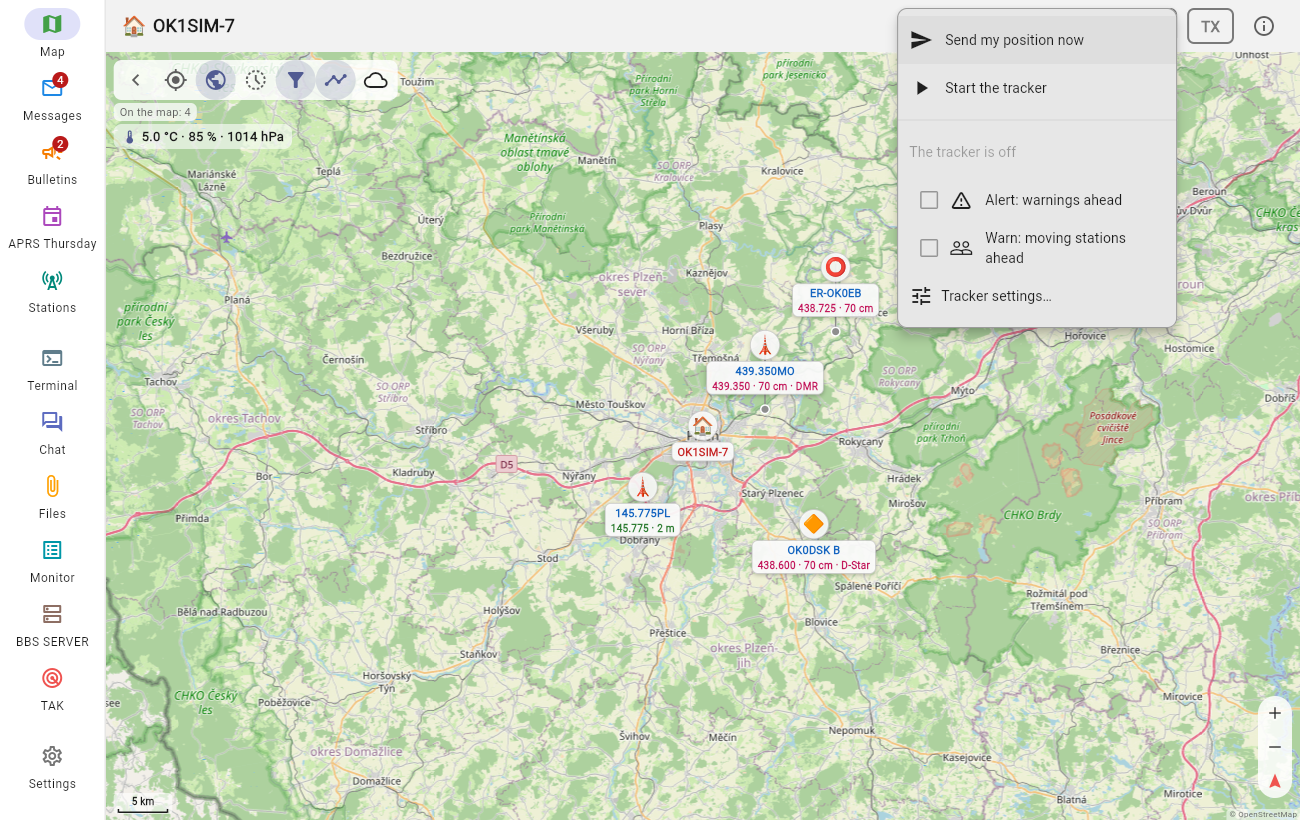 Map
4
Messages
2
Bulletins
APRS Thursday
Stations
Terminal
Chat
Files
Monitor
BBS SERVER
TAK
Settings
OK1SIM-7
TX
Send my position now
Start the tracker
The tracker is off
Alert: warnings ahead
Warn: moving stations
ahead
Tracker settings…
On the map: 4
5.0 °C · 85 % · 1014 hPa
Toužim
Přírodní
park Horní
Střela
přírodní
park Jesenicko
Unhošť
Manětínská
oblast tmavé
oblohy
Manětín
SO ORP
Kralovice
Kralovice
Mariánské
Lázně
Teplá
Beroun
CHKO Če
kras
Úterý
Přírodní
park Manětínská
Plasy
Bezdružice
okres Plzeň-
sever
Kaznějov
ER-OK0EB
438.725 · 70 cm
Planá
přírodní
park Český
les
Všeruby
Horní Bříza
Hořovice
Hostomice
Černošín
SO ORP
Nýřany
Třemošná
439.350MO
439.350 · 70 cm · DMR
SO ORP
Rokycany
Tachov
SO ORP
Stříbro
Mýto
Dobříš
SO ORP
Tachov
okres Tachov
Město Touškov
Posádkové
cvičiště
Jince
Stříbro
OK1SIM-7
Rokycany
přírodní
park Trhoň
D5
Kladruby
Nýřany
Bor
Starý Plzenec
Hrádek
Mirošov
Příbram
okres Příb
Přimda
145.775PL
145.775 · 2 m
Dobřany
CHKO Brdy
SO ORP
Příbram
OK0DSK B
438.600 · 70 cm · D-Star
Stod
Spálené Poříčí
Rožmitál pod
Třemšínem
Bělá nad Radbuzou
Holýšov
Blovice
Přeštice
Staňkov
okres Plzeň-
jih
Březnice
Horšovský
Týn
CHKO Český
les
Poběžovice
Mirovice
Švihov
Měčín
Nepomuk
okres Domažlice
Kasejovice
Domažlice
Blatná
Mirotice
5 km
© OpenStreetMap